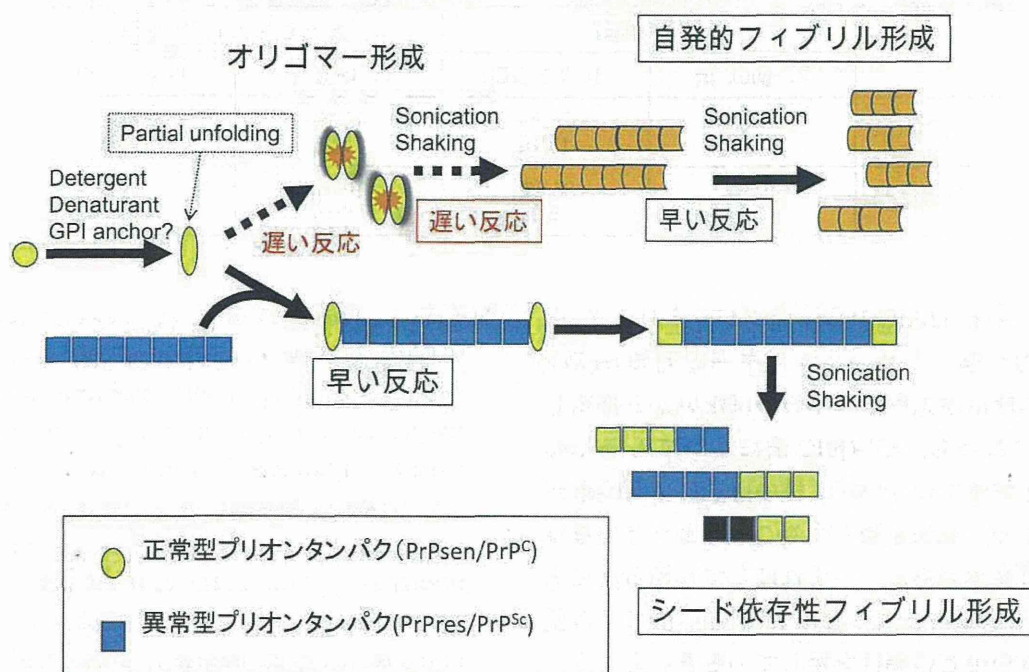 オリゴマー形成
自発的フィブリル形成
Partial unfolding
Sonication
Shaking
Sonication
Shaking
Detergent
Denaturant
GPI anchor?
遅い反応
遅い反応
早い反応
早い反応
Sonication
Shaking
正常型プリオンタンパク(PrPsen/PrPC)
異常型プリオンタンパク(PrPres/PrPSc)
シード依存性フィブリル形成